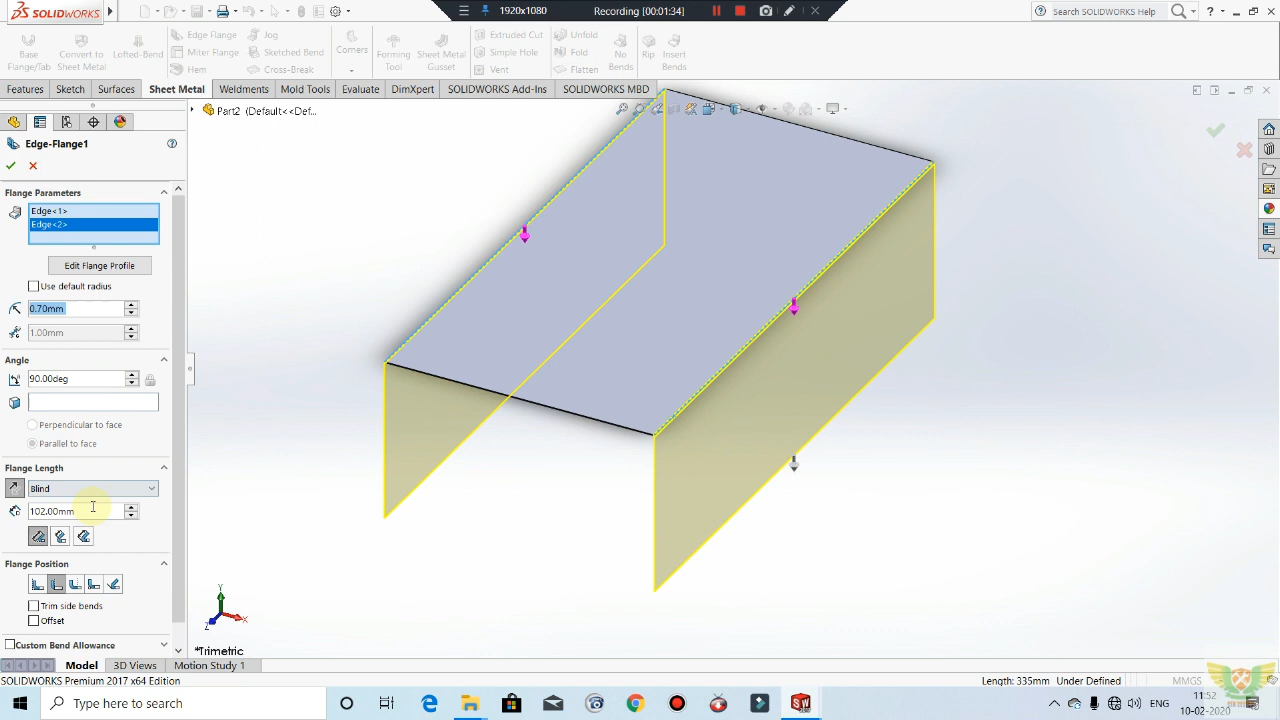 SOLIDWORKS
1920x1080
Recording [00:01:34]
Search SOLIDWORKS Help
Base Flange/Tab
Convert to Sheet Metal
Lofted-Bend
Edge Flange
Miter Flange
Hem
Jog
Sketched Bend
Cross-Break
Corners
Forming Tool
Sheet Metal Gusset
Extruded Cut
Simple Hole
Vent
Unfold
Fold
Flatten
No Bends
Rip
Insert Bends
Features
Sketch
Surfaces
Sheet Metal
Weldments
Mold Tools
Evaluate
DimXpert
SOLIDWORKS Add-Ins
SOLIDWORKS MBD
Part2 (Default<<Def...
Edge-Flange1
Flange Parameters
Edge<1>
Edge<2>
Edit Flange Profile
Use default radius
0.70mm
1.00mm
Angle
90.00deg
Perpendicular to face
Parallel to face
Flange Length
Blind
102.00mm
Flange Position
Trim side bends
Offset
Custom Bend Allowance
Y
X
Z
*Trimetric
Model
3D Views
Motion Study 1
SOLIDWORKS Premium 2017 x64 Edition
Length: 335mm
Under Defined
MMGS
Type here to search
ENG
11:52
10-02-2020